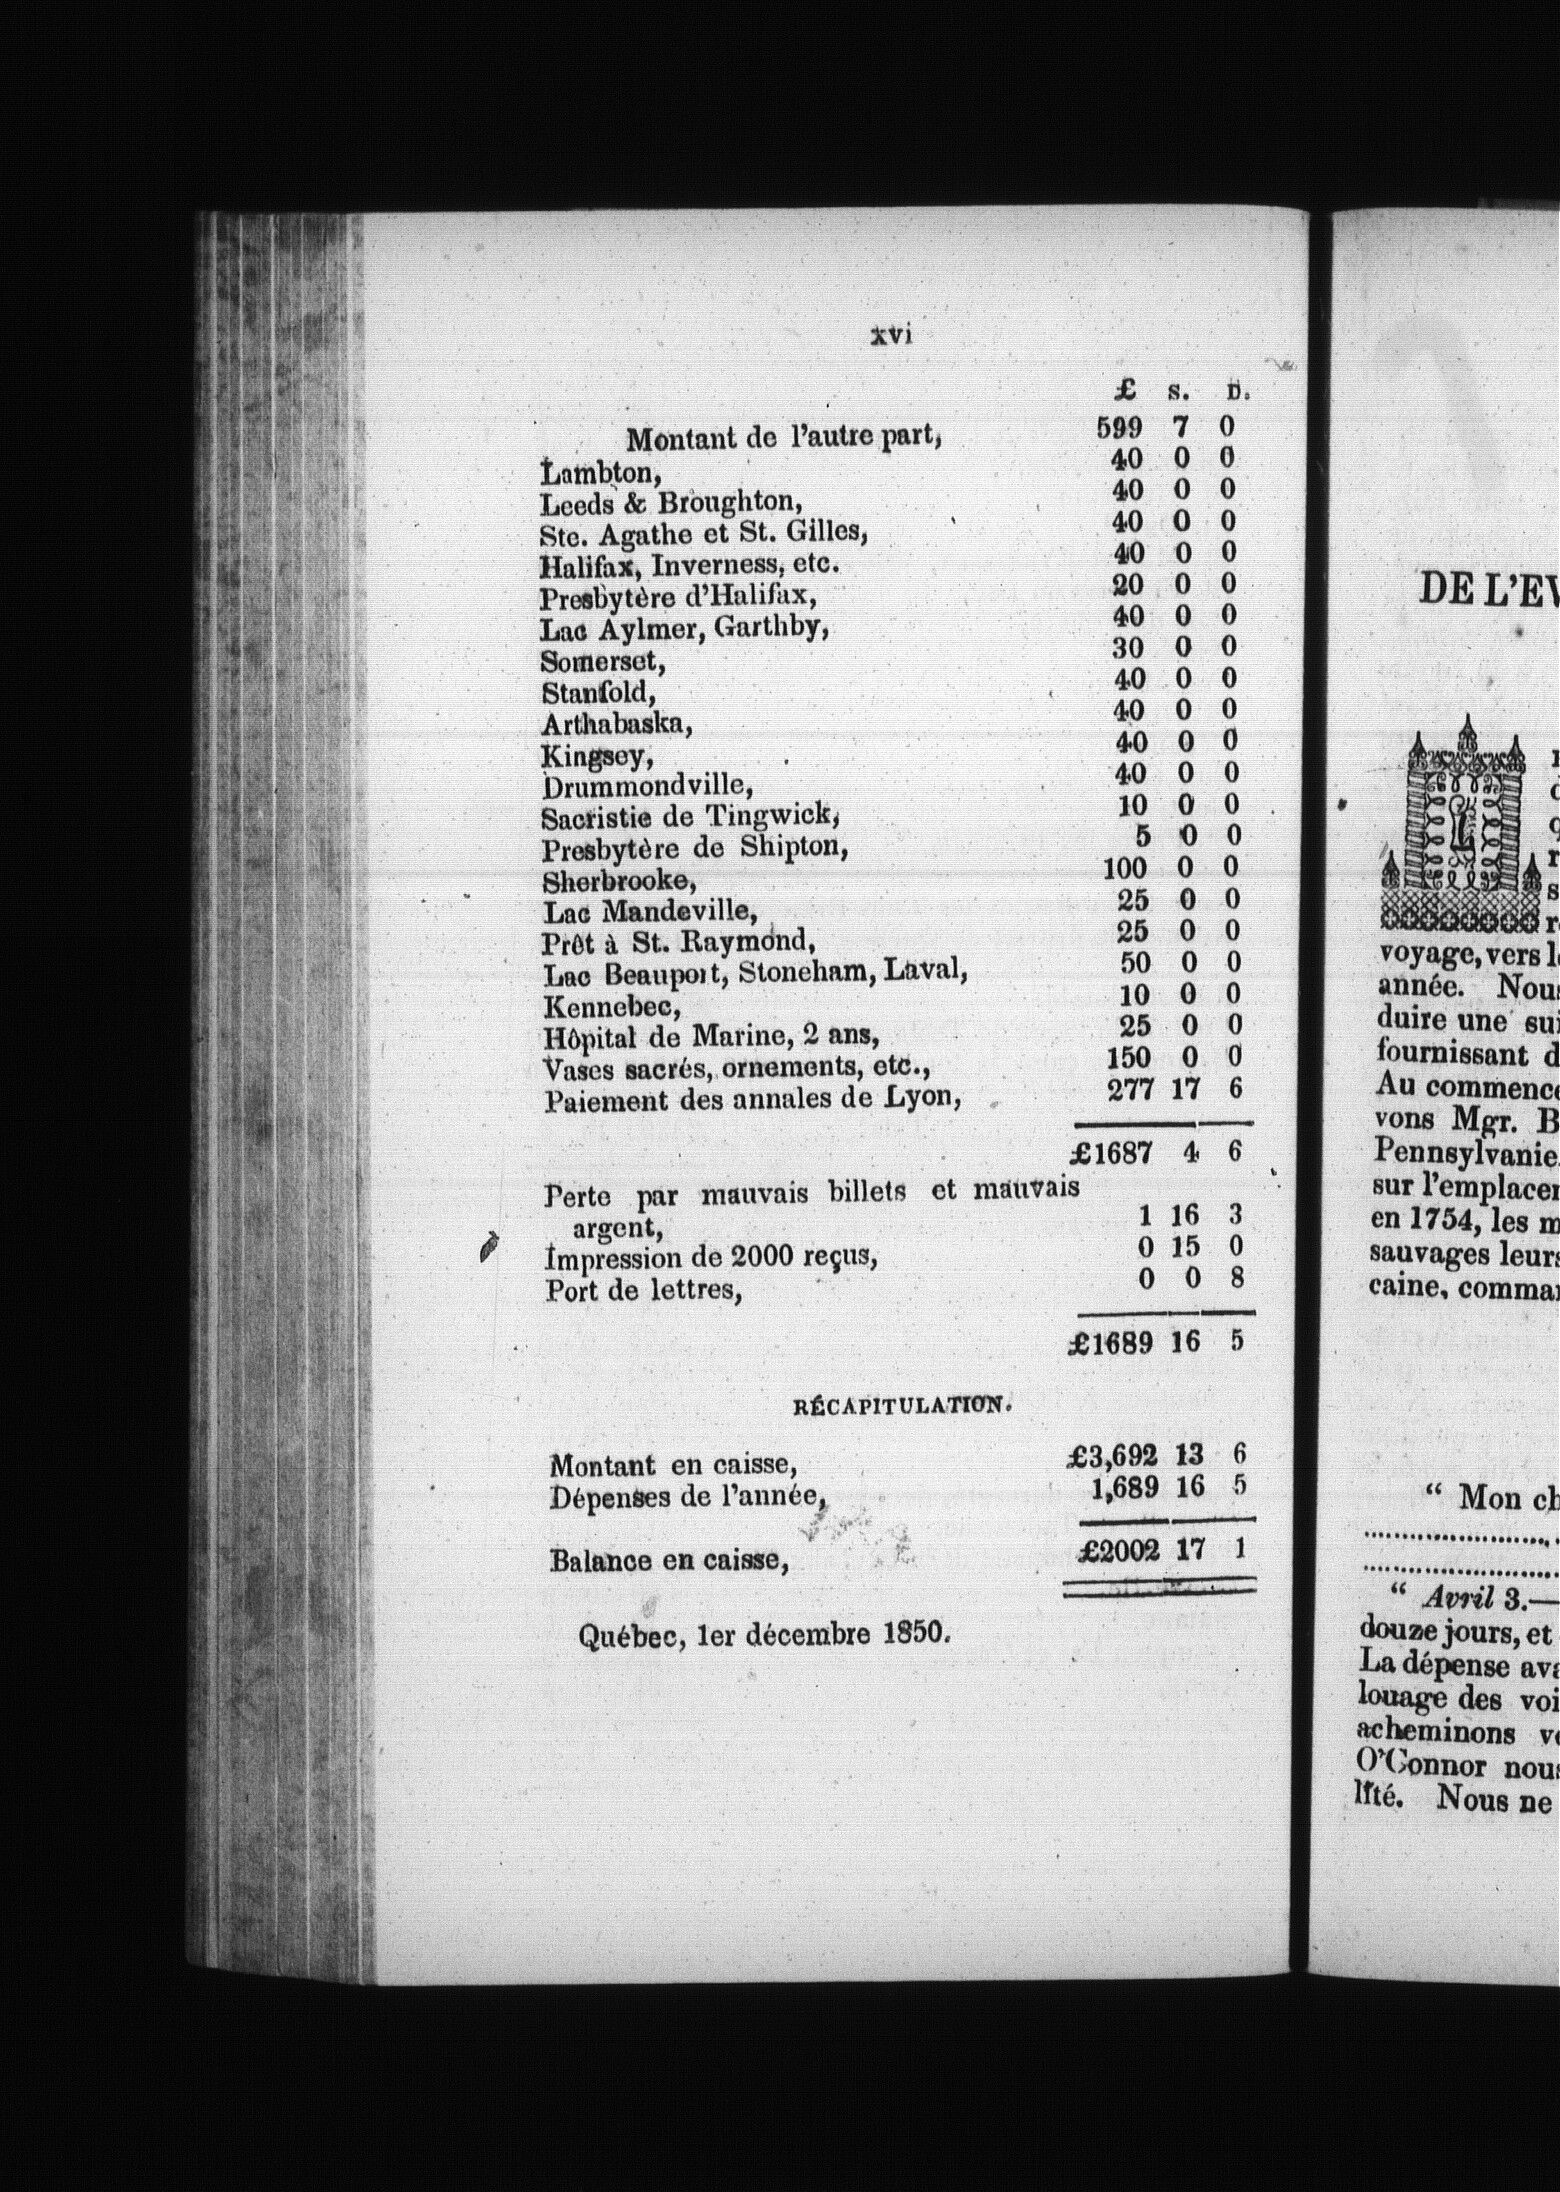 xvi
£ s. D.
Montant de l'autre part, 599 7 0
Lambton, 40 0 0
Leeds & Broughton, 40 0 0
Ste. Agathe et St. Gilles, 40 0 0
Halifax, Inverness, etc. 40 0 0
Presbytère d'Halifax, 20 0 0
Lac Aylmer, Garthby, 40 0 0
Somerset, 30 0 0
Stanfold, 40 0 0
Arthabaska, 40 0 0
Kingsey, 40 0 0
Drummondville, 40 0 0
Sacristie de Tingwick, 10 0 0
Presbytère de Shipton, 5 0 0
Sherbrooke, 100 0 0
Lac Mandeville, 25 0 0
Prêt à St. Raymond, 25 0 0
Lac Beauport, Stoneham, Laval, 50 0 0
Kennebec, 10 0 0
Hôpital de Marine, 2 ans, 25 0 0
Vases sacrés, ornements, etc., 150 0 0
Paiement des annales de Lyon, 277 17 6
£1687 4 6
Perte par mauvais billets et mauvais
argent, 1 16 3
Impression de 2000 reçus, 0 15 0
Port de lettres, 0 0 8
£1689 16 5
RÉCAPITULATION.
Montant en caisse, £3,692 13 6
Dépenses de l'année, 1,689 16 5
Balance en caisse, £2002 17 1
Québec, 1er décembre 1850.
DE L'EV
voyage, vers l
année. Nous
duire une sui
fournissant d
Au commence
vons Mgr. B
Pennsylvanie
sur l'emplacer
en 1754, les m
sauvages leurs
caine, comman
" Mon ch
" Avril 3.—
douze jours, et
La dépense ava
louage des voi
acheminons ve
O'Connor nous
lité. Nous ne